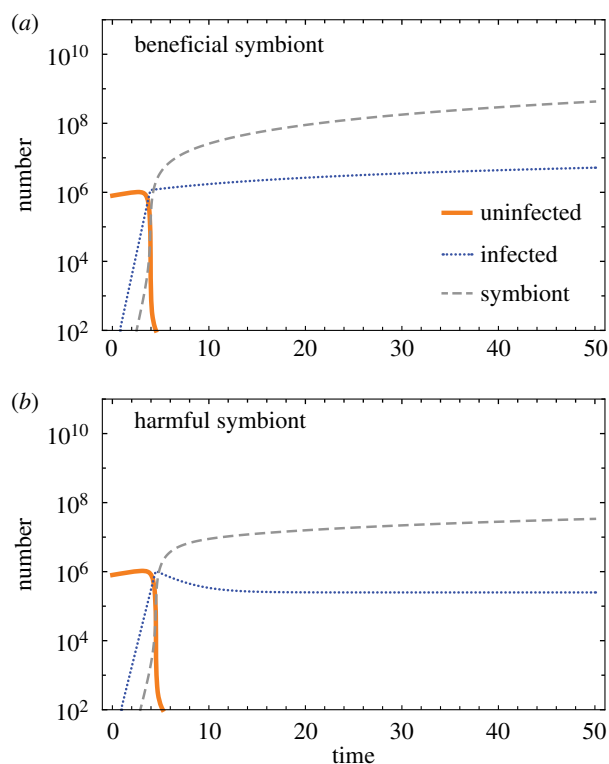 (a)
beneficial symbiont
10^10
10^8
number
10^6
uninfected
infected
10^4
symbiont
10^2
0 10 20 30 40 50
(b)
harmful symbiont
10^10
10^8
number
10^6
10^4
10^2
0 10 20 30 40 50
time